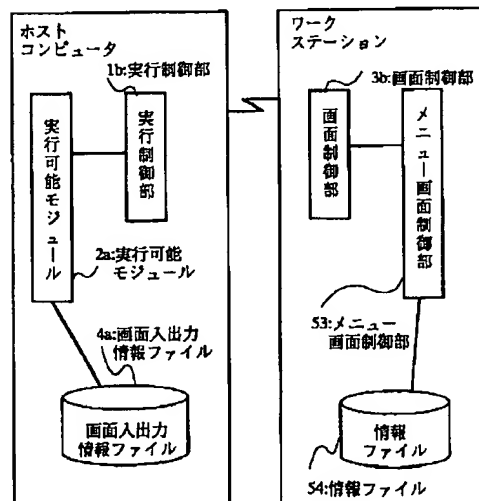 ホスト
コンピュータ
1b:実行制御部
実行制御部
実行可能モジュール
2a:実行可能
モジュール
4a:画面入出力
情報ファイル
画面入出力
情報ファイル
ワーク
ステーション
3b:画面制御部
画面制御部
メニュー画面制御部
53:メニュー
画面制御部
情報
ファイル
54:情報ファイル